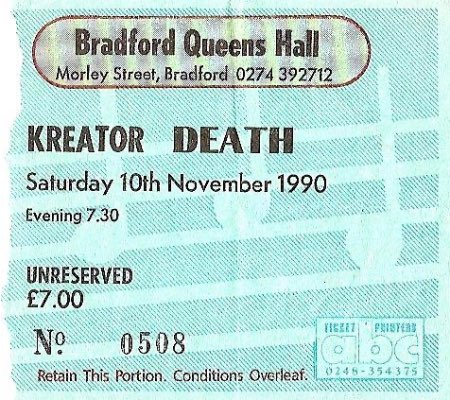 Bradford Queens Hall
Morley Street, Bradford 0274 392712
KREATOR DEATH
Saturday 10th November 1990
Evening 7.30
UNRESERVED
£7.00
No. 0508
TICKET PRINTERS
abc
0248-354375
Retain This Portion. Conditions Overleaf.